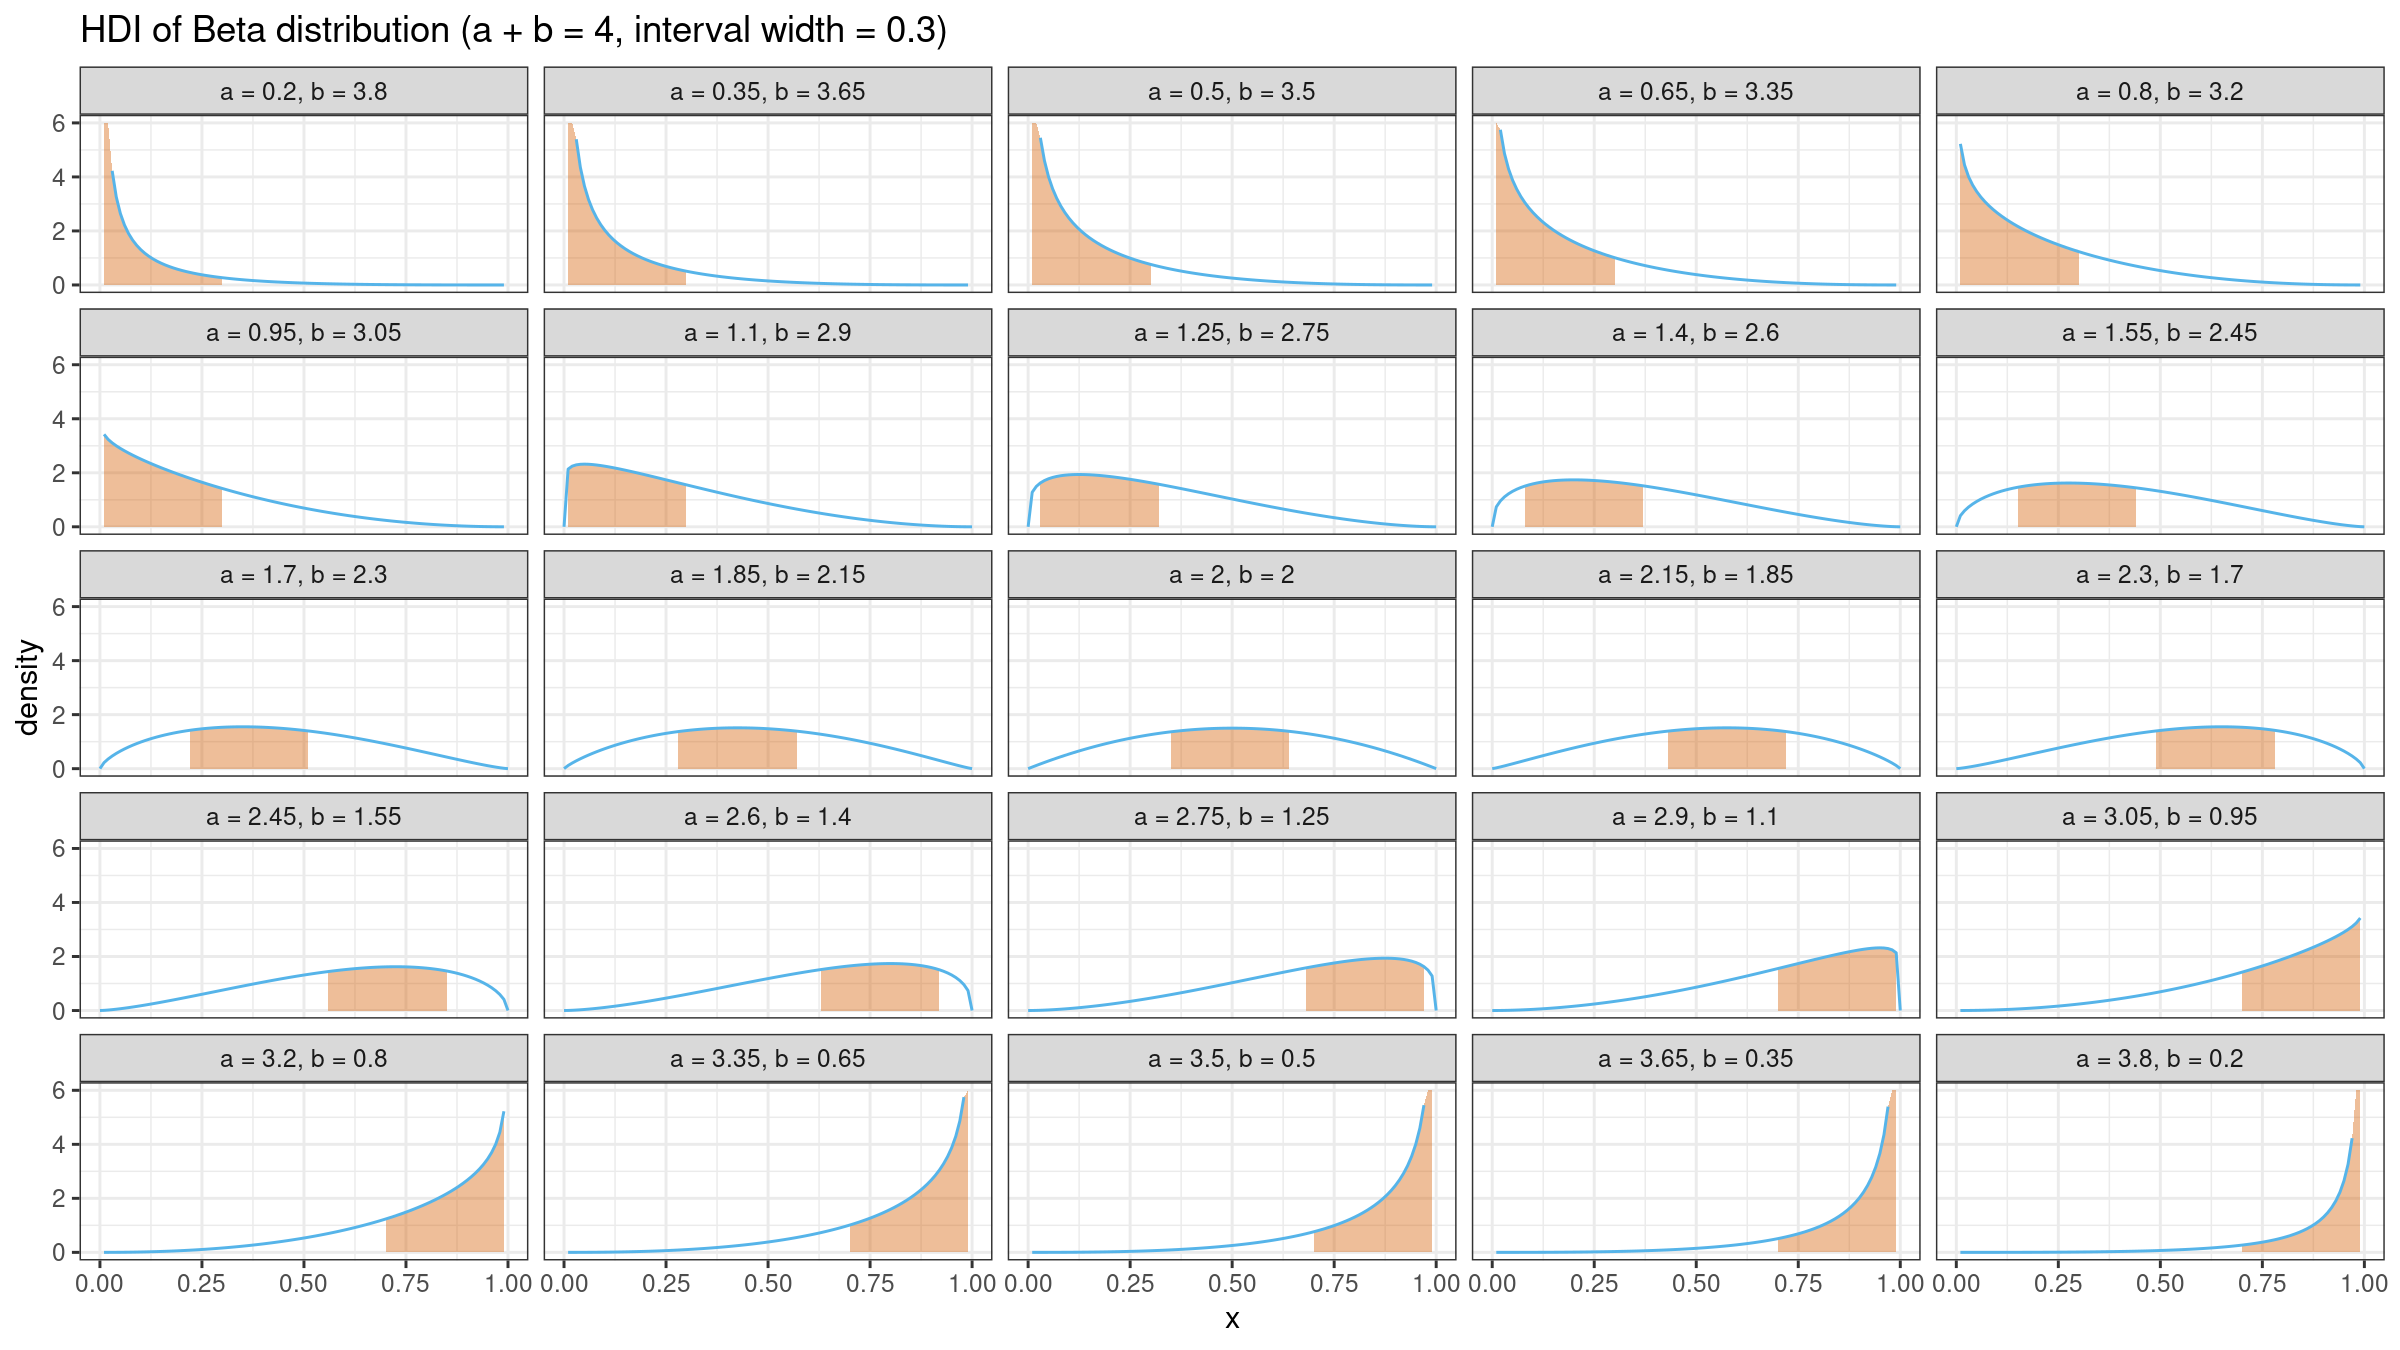 HDI of Beta distribution (a + b = 4, interval width = 0.3)
a = 0.2, b = 3.8
a = 0.35, b = 3.65
a = 0.5, b = 3.5
a = 0.65, b = 3.35
a = 0.8, b = 3.2
6
4
2
0
a = 0.95, b = 3.05
a = 1.1, b = 2.9
a = 1.25, b = 2.75
a = 1.4, b = 2.6
a = 1.55, b = 2.45
6
4
2
0
a = 1.7, b = 2.3
a = 1.85, b = 2.15
a = 2, b = 2
a = 2.15, b = 1.85
a = 2.3, b = 1.7
6
4
2
0
density
a = 2.45, b = 1.55
a = 2.6, b = 1.4
a = 2.75, b = 1.25
a = 2.9, b = 1.1
a = 3.05, b = 0.95
6
4
2
0
a = 3.2, b = 0.8
a = 3.35, b = 0.65
a = 3.5, b = 0.5
a = 3.65, b = 0.35
a = 3.8, b = 0.2
6
4
2
0
0.00 0.25 0.50 0.75 1.00
0.00 0.25 0.50 0.75 1.00
0.00 0.25 0.50 0.75 1.00
0.00 0.25 0.50 0.75 1.00
0.00 0.25 0.50 0.75 1.00
x